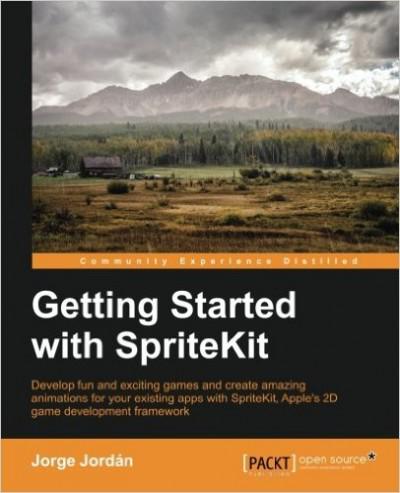 Community Experience Distilled
Getting Started
with SpriteKit
Develop fun and exciting games and create amazing
animations for your existing apps with SpriteKit, Apple's 2D
game development framework
Jorge Jordán
[PACKT] open source*
PUBLISHING